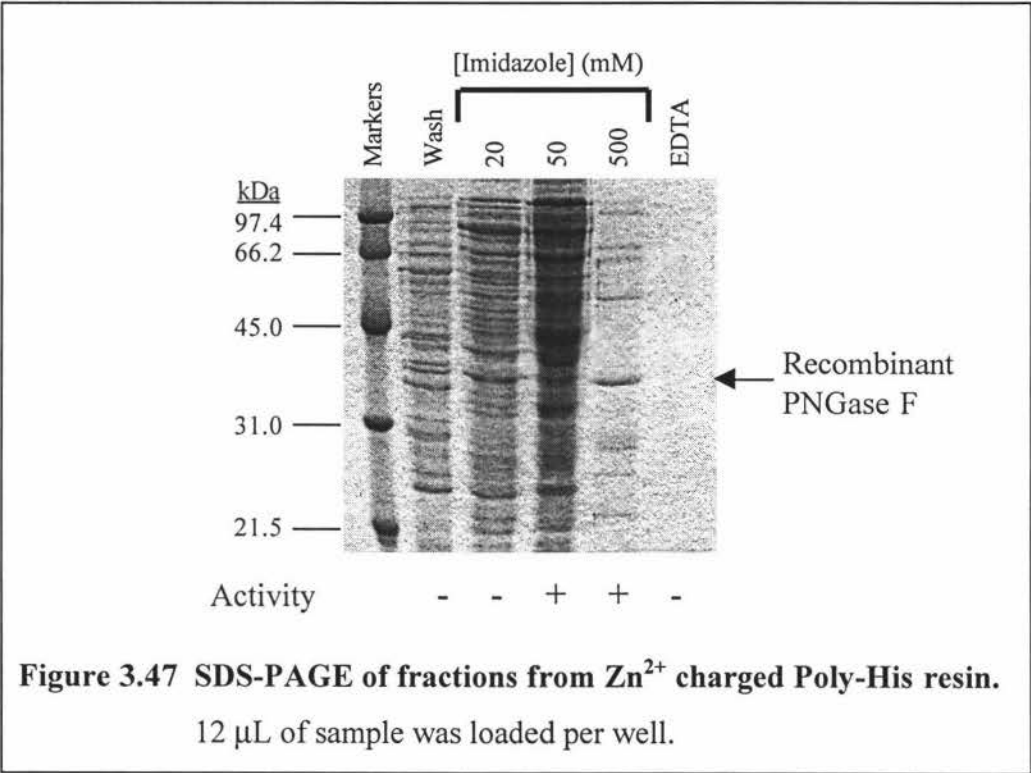 [Imidazole] (mM)
Markers
Wash
20
50
500
EDTA
kDa
97.4
66.2
45.0
31.0
21.5
Recombinant
PNGase F
Activity - - + + -
Figure 3.47 SDS-PAGE of fractions from Zn²⁺ charged Poly-His resin.
12 μL of sample was loaded per well.